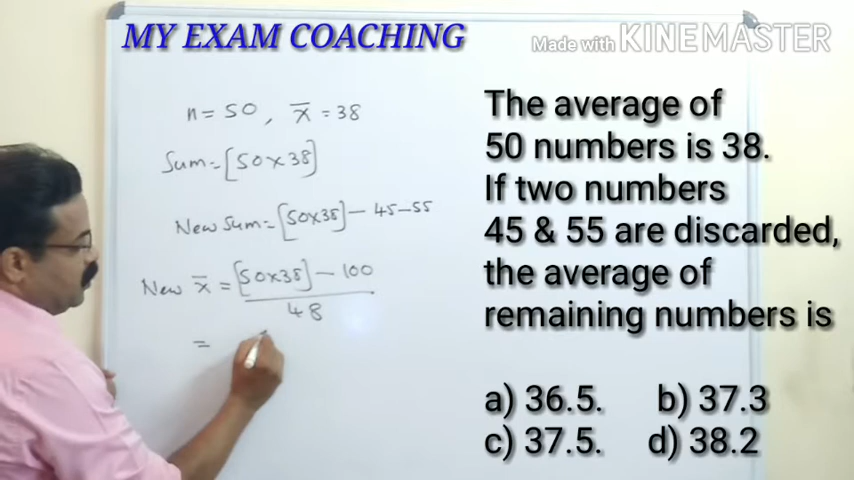 MY EXAM COACHING
Made with KINEMASTER
n = 50 , x̄ = 38
Sum = [50×38]
New Sum = [50×38] – 45 – 55
New x̄ = [50×38] – 100
48
=
The average of
50 numbers is 38.
If two numbers
45 & 55 are discarded,
the average of
remaining numbers is
a) 36.5. b) 37.3
c) 37.5. d) 38.2